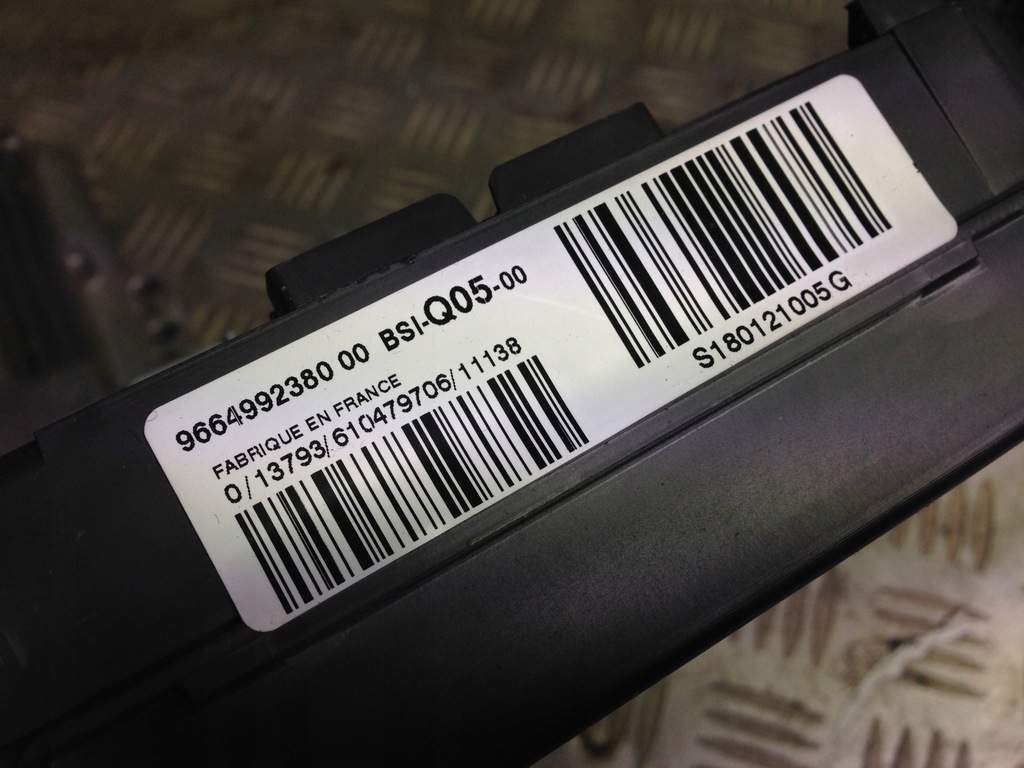 9664992380 00 BSI-Q05-00
FABRIQUE EN FRANCE
0/13793/610479706/11138
S180121005G